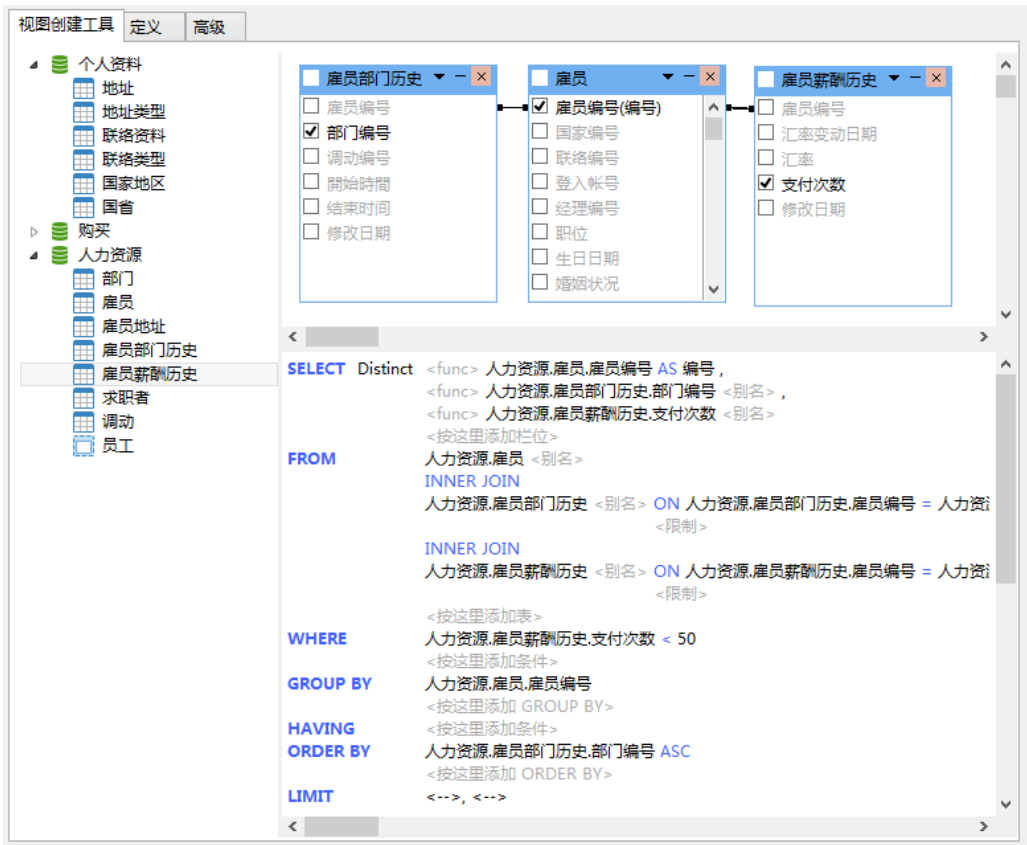 视图创建工具 定义 高级
个人资料
地址
地址类型
联络资料
联络类型
国家地区
国省
购买
人力资源
部门
雇员
雇员地址
雇员部门历史
雇员薪酬历史
求职者
调动
员工
雇员部门历史
雇员编号
部门编号
调动编号
開始時間
结束时间
修改日期
雇员
雇员编号(编号)
国家编号
联络编号
登入帐号
经理编号
职位
生日日期
婚姻状况
雇员薪酬历史
雇员编号
汇率变动日期
汇率
支付次数
修改日期
SELECT Distinct <func> 人力资源.雇员.雇员编号 AS 编号 ,
<func> 人力资源.雇员部门历史.部门编号 <别名> ,
<func> 人力资源.雇员薪酬历史.支付次数 <别名>
<按这里添加栏位>
FROM 人力资源.雇员 <别名>
INNER JOIN
人力资源.雇员部门历史 <别名> ON 人力资源.雇员部门历史.雇员编号 = 人力资
<限制>
INNER JOIN
人力资源.雇员薪酬历史 <别名> ON 人力资源.雇员薪酬历史.雇员编号 = 人力资
<限制>
<按这里添加表>
WHERE 人力资源.雇员薪酬历史.支付次数 < 50
<按这里添加条件>
GROUP BY 人力资源.雇员.雇员编号
<按这里添加 GROUP BY>
HAVING <按这里添加条件>
ORDER BY 人力资源.雇员部门历史.部门编号 ASC
<按这里添加 ORDER BY>
LIMIT <-->, <-->